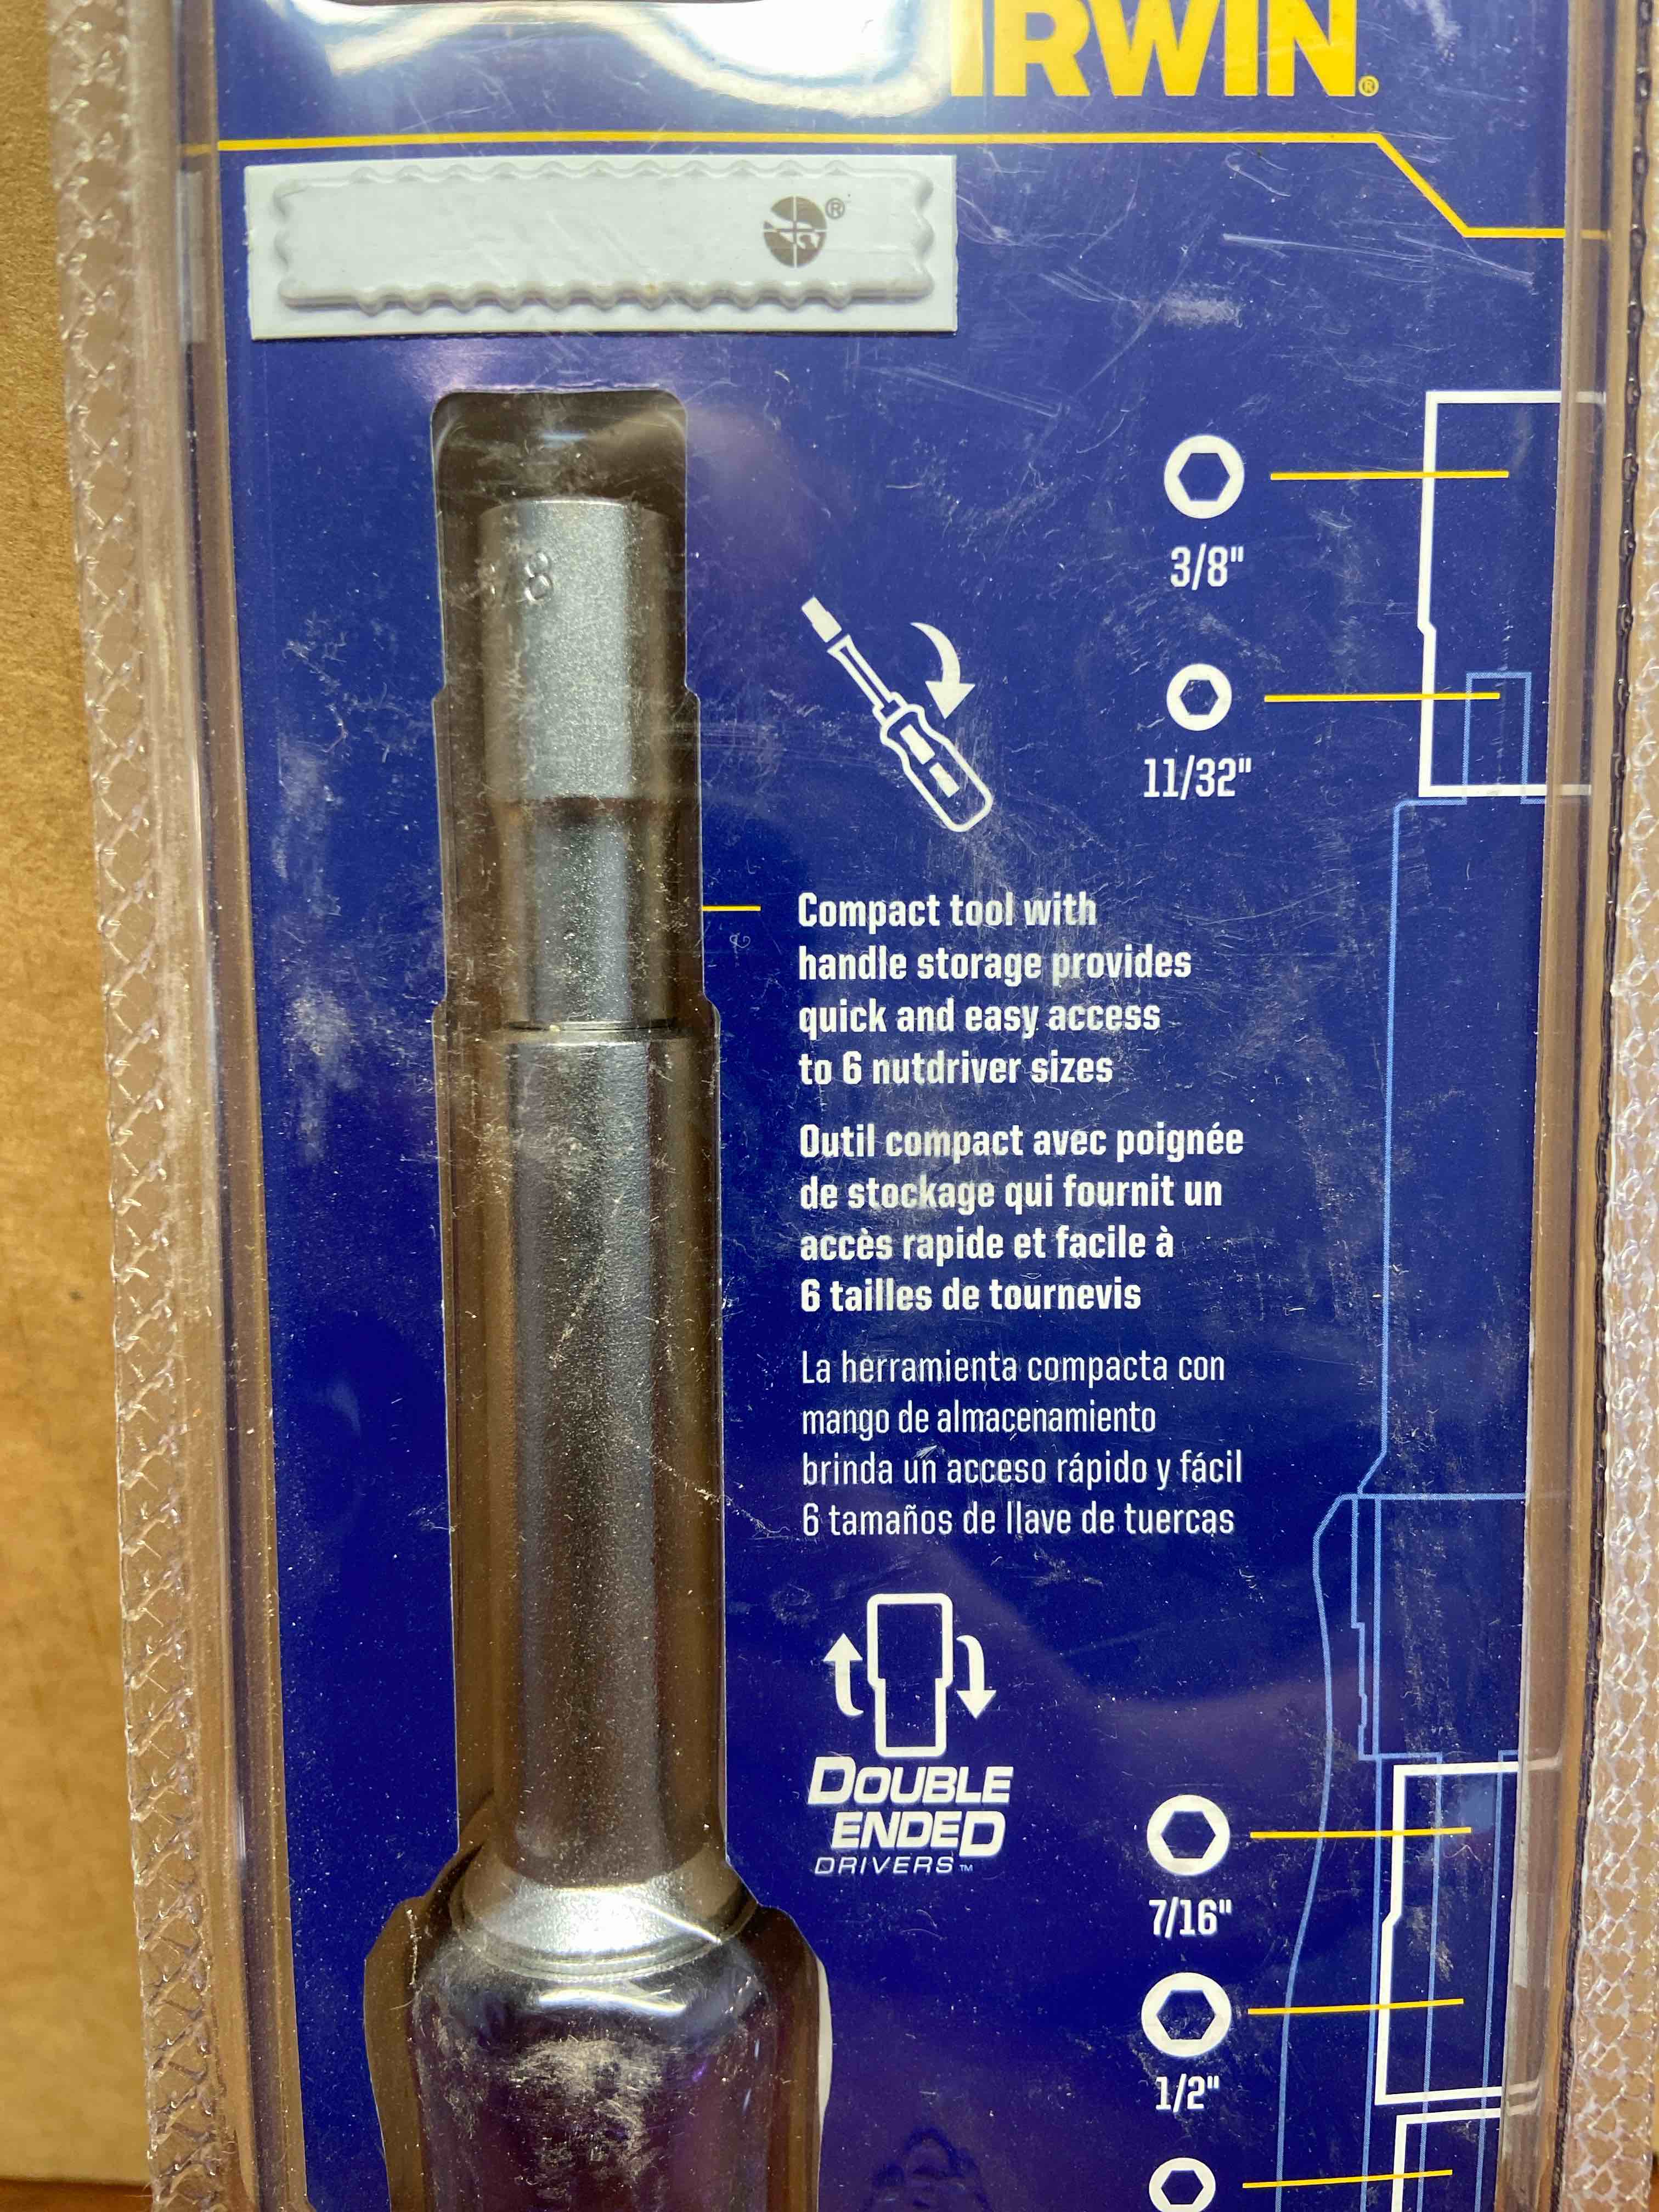 IRWIN®
®
8
3/8"
11/32"
Compact tool with
handle storage provides
quick and easy access
to 6 nutdriver sizes
Outil compact avec poignée
de stockage qui fournit un
accès rapide et facile à
6 tailles de tournevis
La herramienta compacta con
mango de almacenamiento
brinda un acceso rápido y fácil
6 tamaños de llave de tuercas
DOUBLE
ENDED
DRIVERS™
7/16"
1/2"